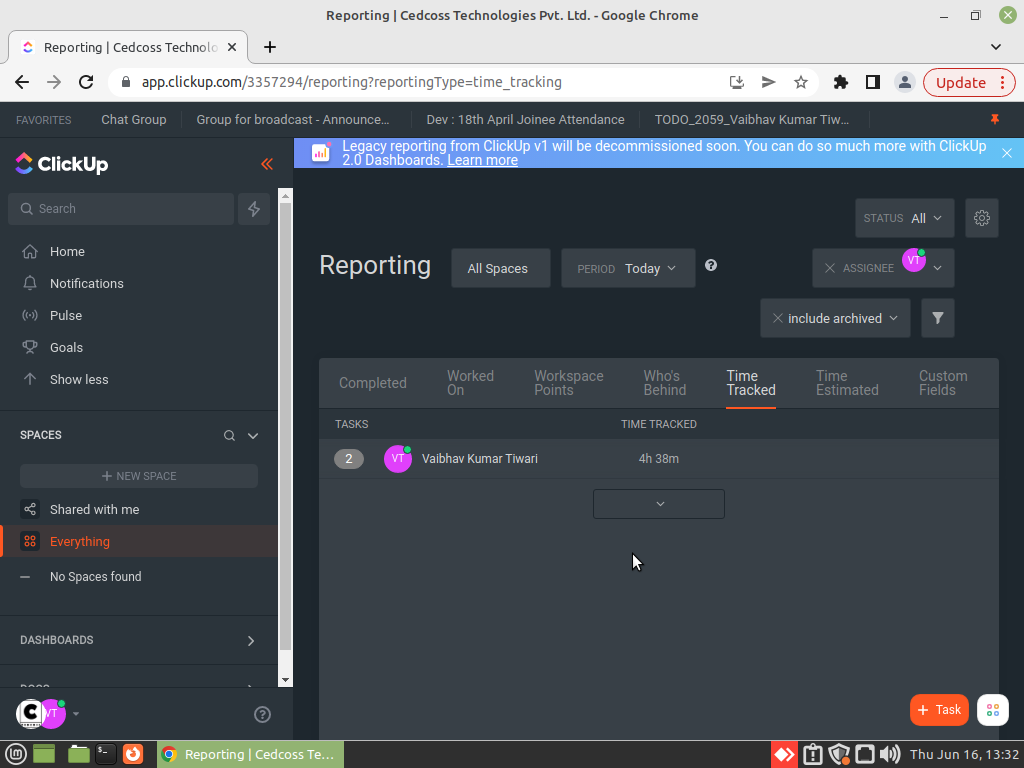 Reporting | Cedcoss Technologies Pvt. Ltd. - Google Chrome
Reporting | Cedcoss Technolo
app.clickup.com/3357294/reporting?reportingType=time_tracking
Update
FAVORITES
Chat Group
Group for broadcast - Announce...
Dev : 18th April Joinee Attendance
TODO_2059_Vaibhav Kumar Tiw...
ClickUp
Legacy reporting from ClickUp v1 will be decommissioned soon. You can do so much more with ClickUp
2.0 Dashboards. Learn more
Search
Home
Notifications
Pulse
Goals
Show less
SPACES
+ NEW SPACE
Shared with me
Everything
No Spaces found
DASHBOARDS
DOCS
C
VT
STATUS All
Reporting
All Spaces
PERIOD Today
ASSIGNEE VT
include archived
Completed
Worked
On
Workspace
Points
Who's
Behind
Time
Tracked
Time
Estimated
Custom
Fields
TASKS
TIME TRACKED
2 VT Vaibhav Kumar Tiwari 4h 38m
+ Task
Reporting | Cedcoss Te...
Thu Jun 16, 13:32